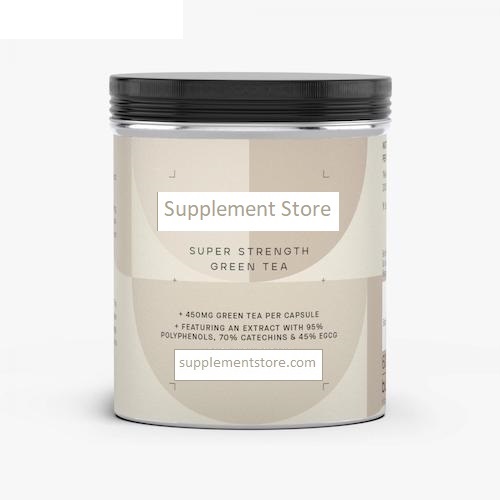 Supplement Store
SUPER STRENGTH
GREEN TEA
+ 450MG GREEN TEA PER CAPSULE
+ FEATURING AN EXTRACT WITH 95%
POLYPHENOLS, 70% CATECHINS & 45% EGCG
supplementstore.com